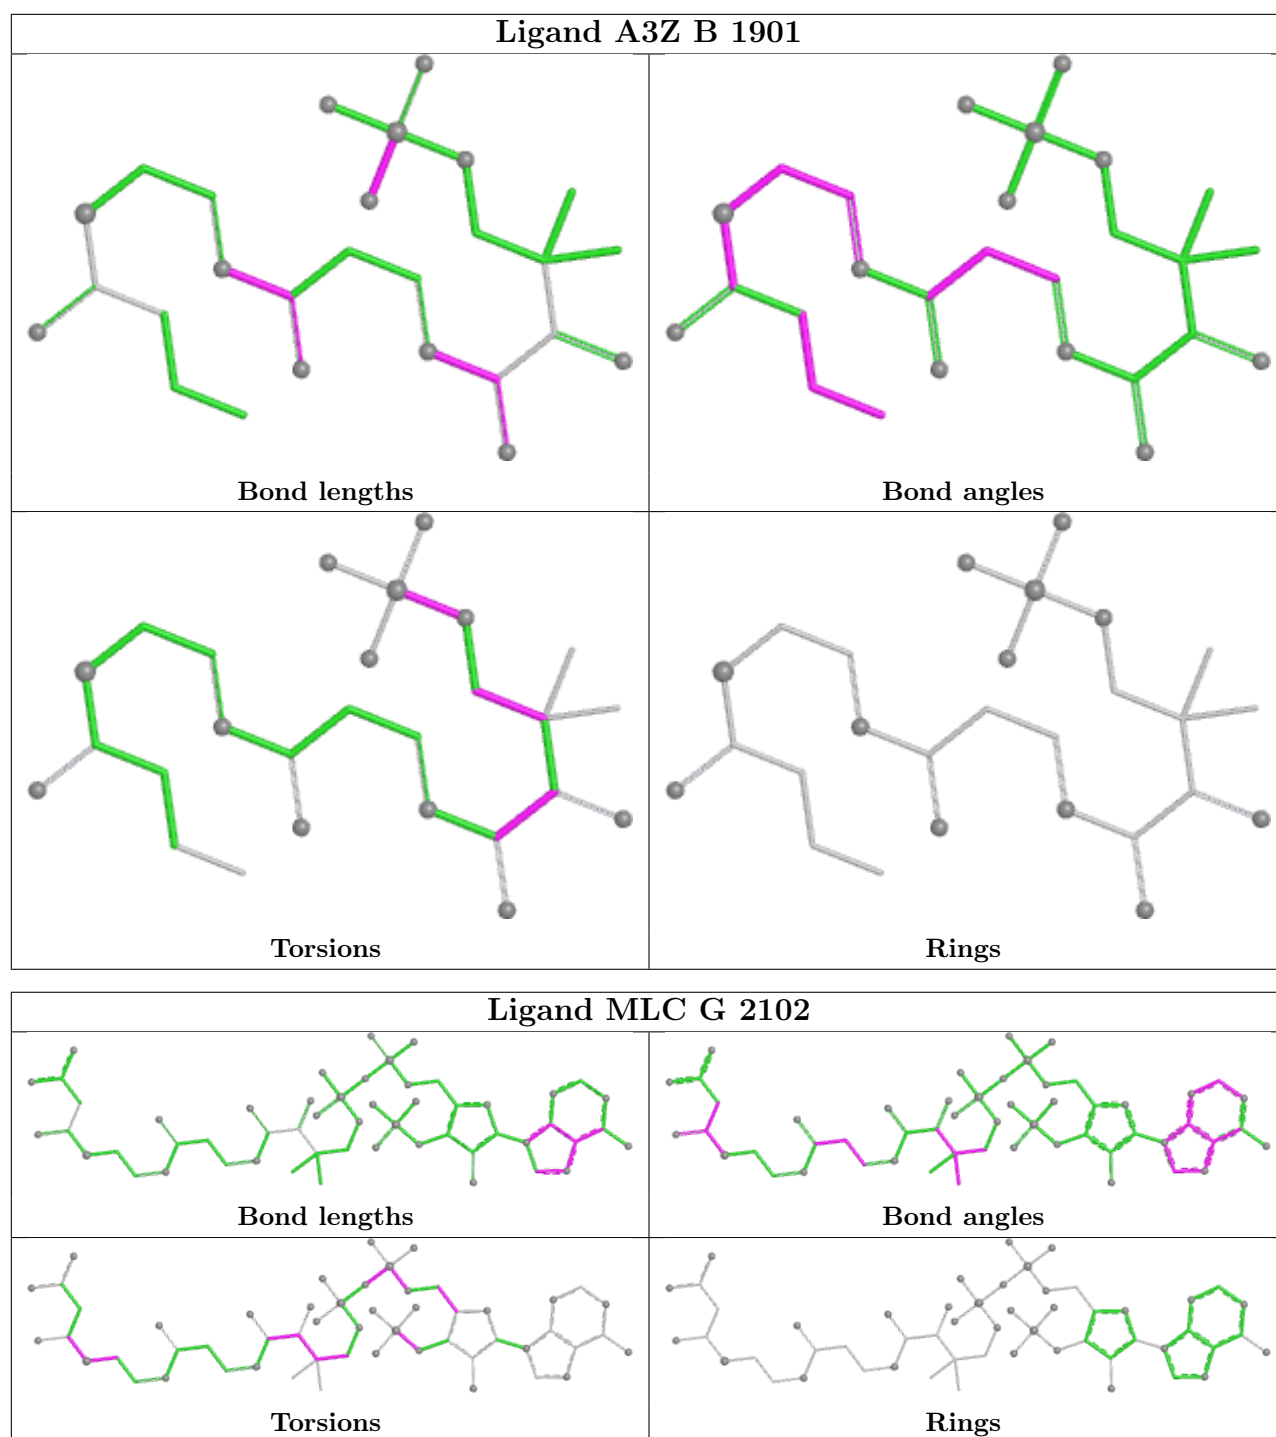 Ligand A3Z B 1901
Bond lengths
Bond angles
Torsions
Rings
Ligand MLC G 2102
Bond lengths
Bond angles
Torsions
Rings